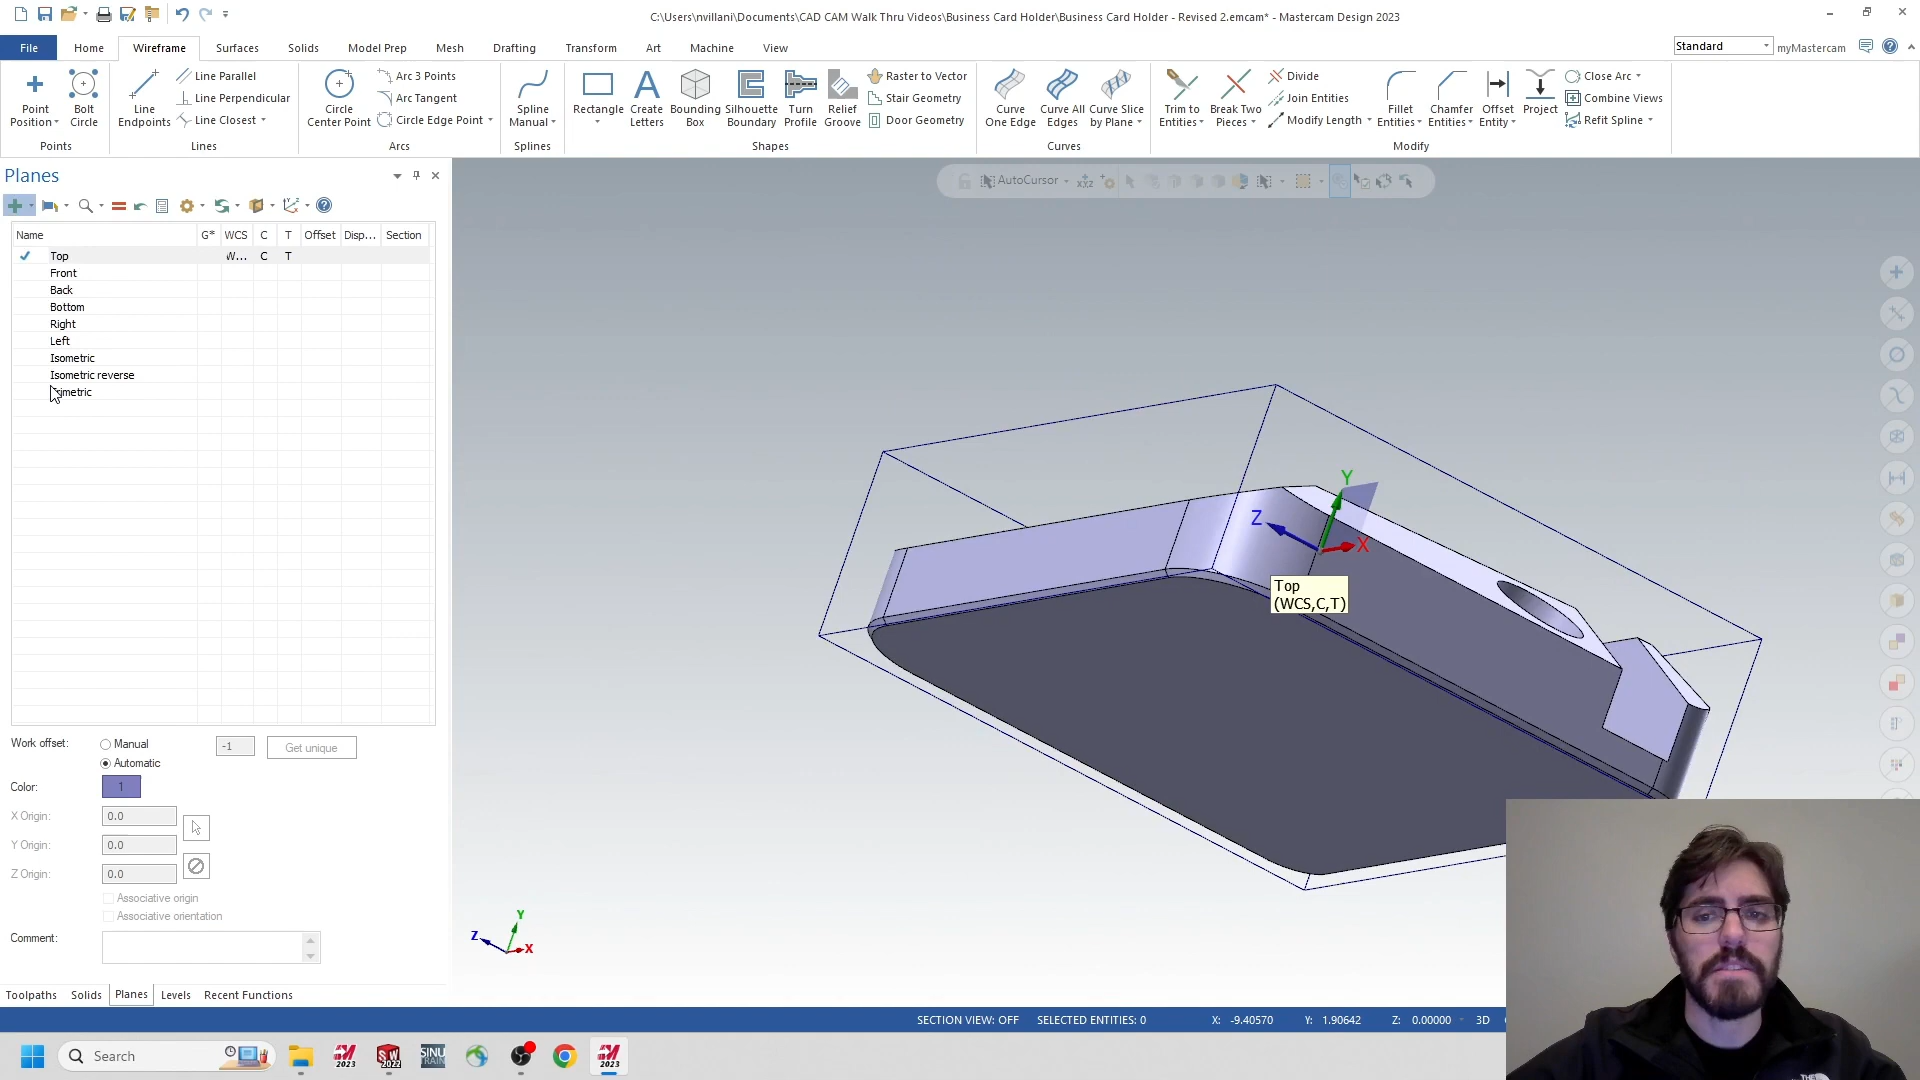 C:\Users\nvillani\Documents\CAD CAM Walk Thru Videos\Business Card Holder\Business Card Holder - Revised 2.emcam* - Mastercam Design 2023
File Home Wireframe Surfaces Solids Model Prep Mesh Drafting Transform Art Machine View Standard myMastercam
Point Position
Bolt Circle
Points
Line Endpoints
Line Parallel
Line Perpendicular
Line Closest
Lines
Circle Center Point
Arc 3 Points
Arc Tangent
Circle Edge Point
Arcs
Spline Manual
Splines
Rectangle
Create Letters
Bounding Box
Silhouette Boundary
Turn Profile
Relief Groove
Raster to Vector
Stair Geometry
Door Geometry
Shapes
Curve One Edge
Curve All Edges
Curve Slice by Plane
Curves
Trim to Entities
Break Two Pieces
Divide
Join Entities
Modify Length
Fillet Entities
Chamfer Entities
Offset Entity
Project
Close Arc
Combine Views
Refit Spline
Modify
Planes
AutoCursor
Name G* WCS C T Offset Disp... Section
Top W... C T
Front
Back
Bottom
Right
Left
Isometric
Isometric reverse
Work offset: Manual -1 Get unique
Automatic
Color: 1
X Origin: 0.0
Y Origin: 0.0
Z Origin: 0.0
Associative origin
Associative orientation
Comment:
Toolpaths Solids Planes Levels Recent Functions
Y
Z
X
Top
(WCS,C,T)
Y
Z
X
SECTION VIEW: OFF SELECTED ENTITIES: 0 X: -9.40570 Y: 1.90642 Z: 0.00000 3D
Search
2023
SW
2022
SINU
TRAIN
2023
THE